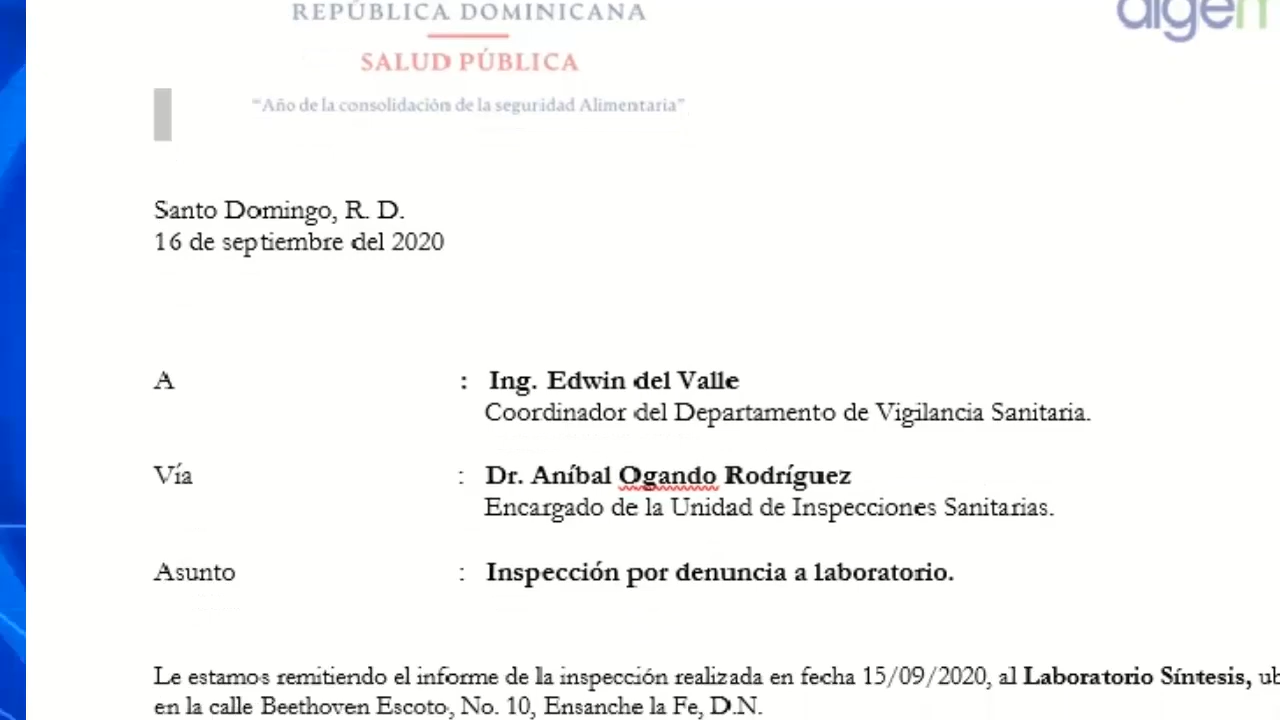 REPÚBLICA DOMINICANA
SALUD PÚBLICA
“Año de la consolidación de la seguridad Alimentaria”
Santo Domingo, R. D.
16 de septiembre del 2020
A : Ing. Edwin del Valle
Coordinador del Departamento de Vigilancia Sanitaria.
Vía : Dr. Aníbal Ogando Rodríguez
Encargado de la Unidad de Inspecciones Sanitarias.
Asunto : Inspección por denuncia a laboratorio.
Le estamos remitiendo el informe de la inspección realizada en fecha 15/09/2020, al Laboratorio Síntesis, ub
en la calle Beethoven Escoto, No. 10, Ensanche la Fe, D.N.